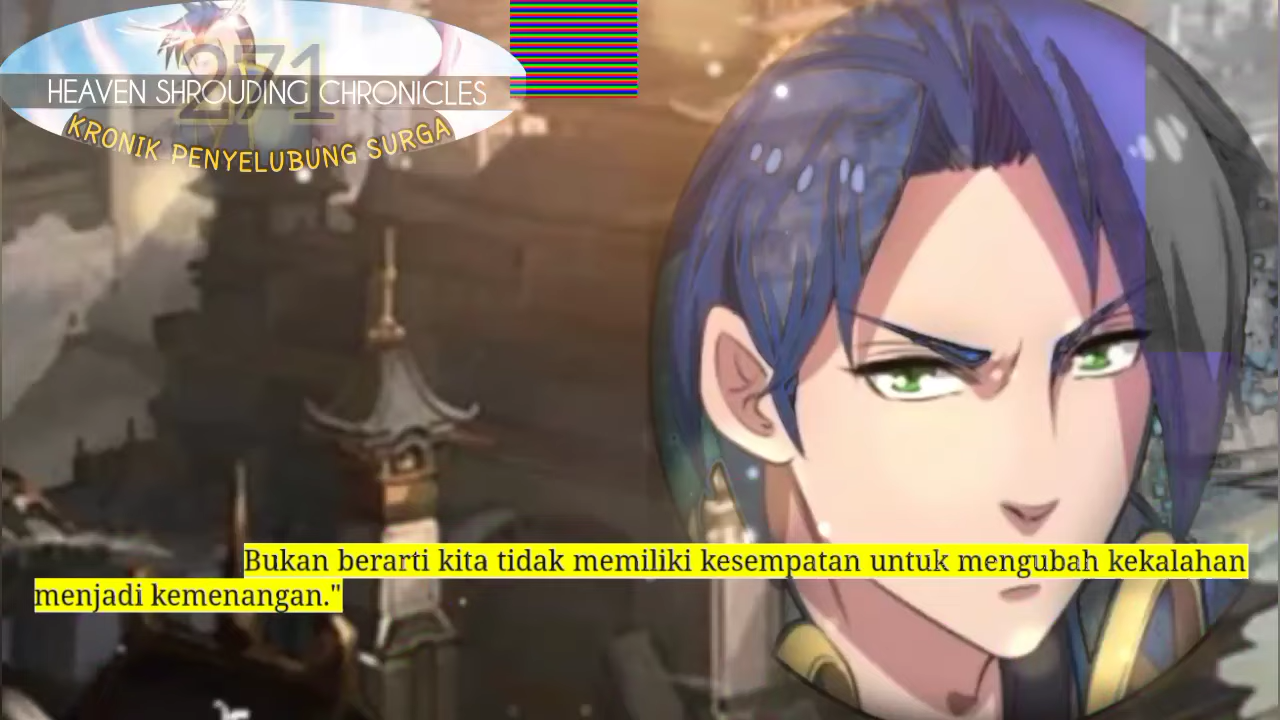 271
HEAVEN SHROUDING CHRONICLES
KRONIK PENYELUBUNG SURGA
Bukan berarti kita tidak memiliki kesempatan untuk mengubah kekalahan
menjadi kemenangan."